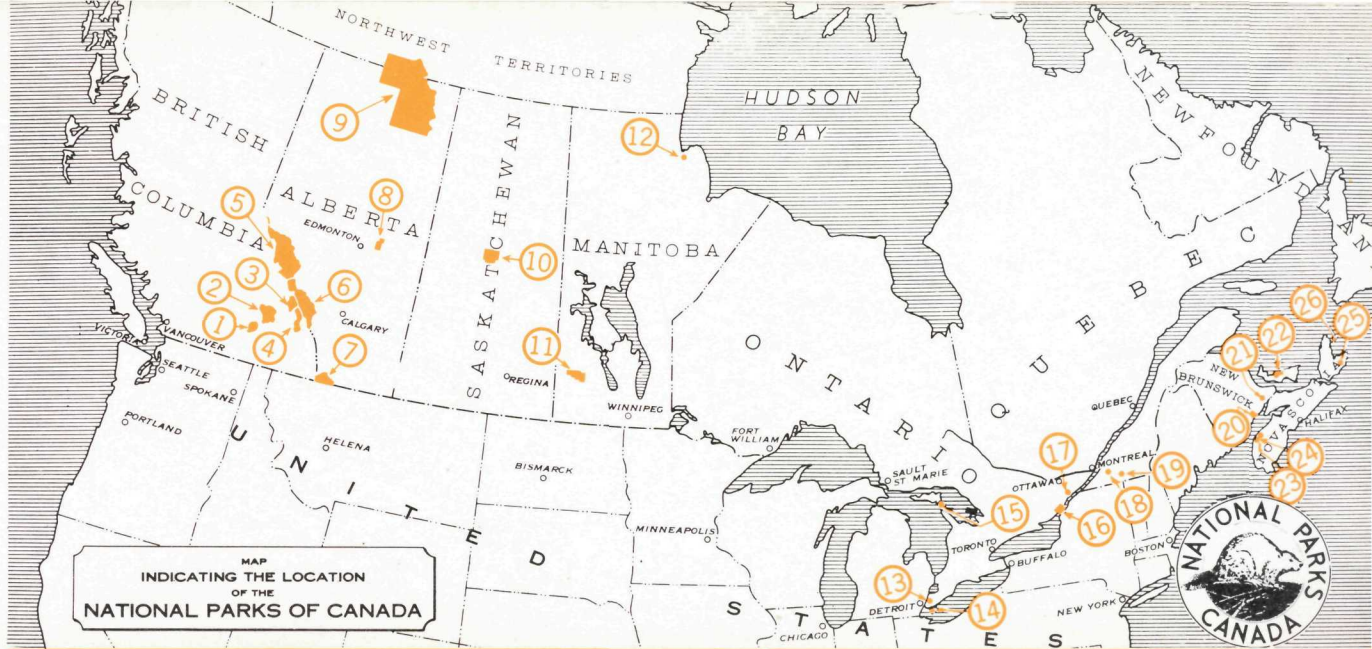 NORTHWEST TERRITORIES
HUDSON
BAY
NEWFOUNDLAN
BRITISH
COLUMBIA
ALBERTA
EDMONTON
CALGARY
SASKATCHEWAN
REGINA
MANITOBA
WINNIPEG
ONTARIO
QUEBEC
QUEBEC
NEW
BRUNSWICK
NOVA SCOTIA
HALIFAX
VICTORIA
VANCOUVER
SEATTLE
SPOKANE
PORTLAND
HELENA
BISMARCK
MINNEAPOLIS
FORT
WILLIAM
SAULT
ST MARIE
OTTAWA
MONTREAL
TORONTO
BUFFALO
BOSTON
NEW YORK
DETROIT
CHICAGO
UNITED
STATES
1
2
3
4
5
6
7
8
9
10
11
12
13
14
15
16
17
18
19
20
21
22
23
24
25
26
MAP
INDICATING THE LOCATION
OF THE
NATIONAL PARKS OF CANADA
NATIONAL PARKS
CANADA